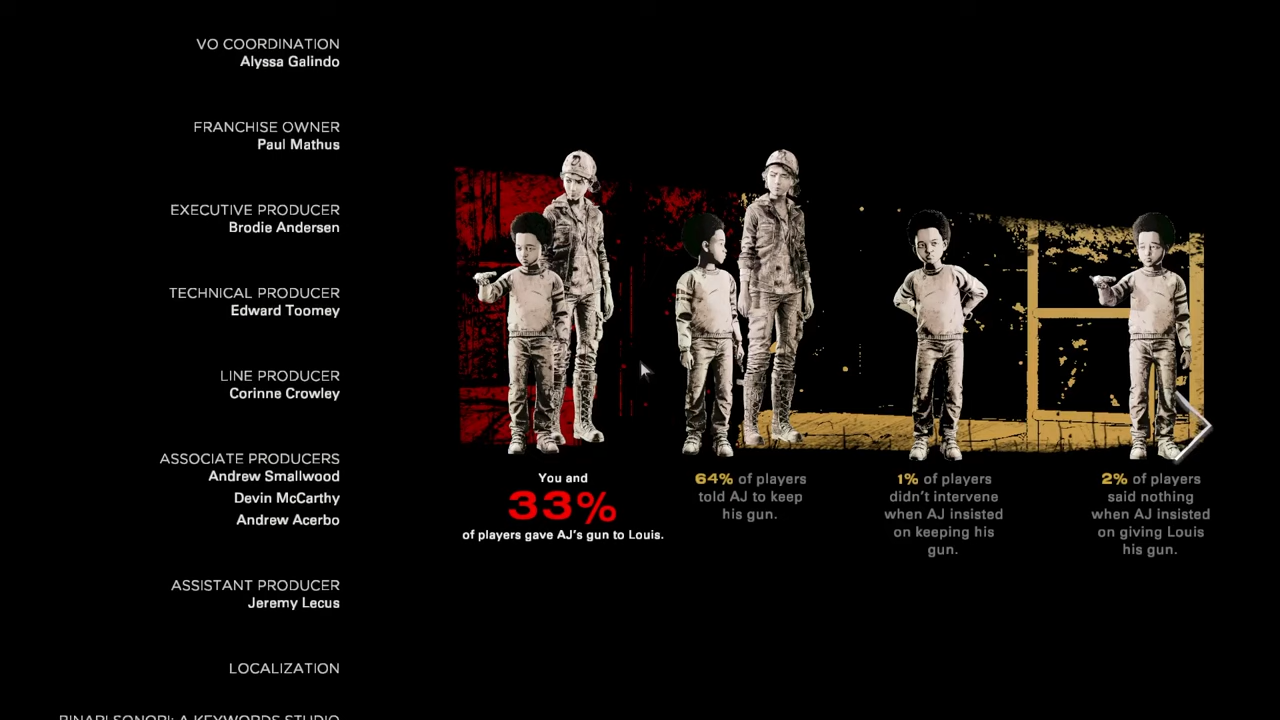 VO COORDINATION
Alyssa Galindo
FRANCHISE OWNER
Paul Mathus
EXECUTIVE PRODUCER
Brodie Andersen
TECHNICAL PRODUCER
Edward Toomey
LINE PRODUCER
Corinne Crowley
ASSOCIATE PRODUCERS
Andrew Smallwood
Devin McCarthy
Andrew Acerbo
ASSISTANT PRODUCER
Jeremy Lecus
LOCALIZATION
BINARI SONORI: A KEYWORDS STUDIO
You and
33%
of players gave AJ's gun to Louis.
64% of players
told AJ to keep
his gun.
1% of players
didn't intervene
when AJ insisted
on keeping his
gun.
2% of players
said nothing
when AJ insisted
on giving Louis
his gun.